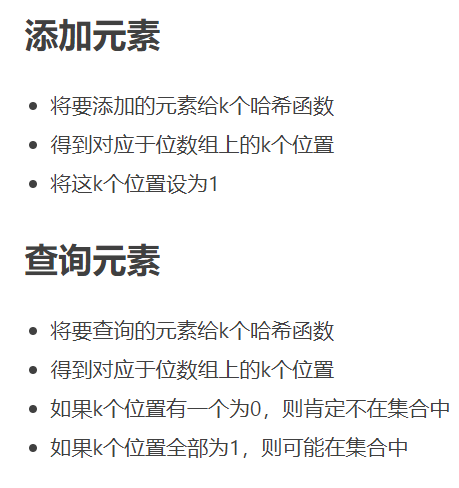 添加元素
将要添加的元素给k个哈希函数
得到对应于位数组上的k个位置
将这k个位置设为1
查询元素
将要查询的元素给k个哈希函数
得到对应于位数组上的k个位置
如果k个位置有一个为0，则肯定不在集合中
如果k个位置全部为1，则可能在集合中